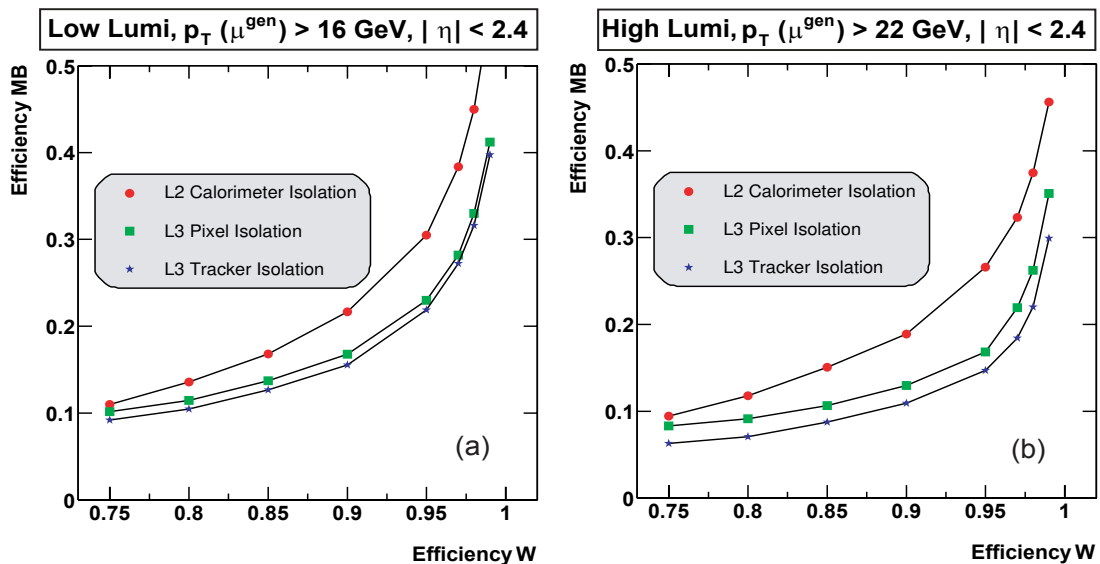 Low Lumi, pT (μgen) > 16 GeV, | η| < 2.4
Efficiency MB
0.5
0.4
0.3
0.2
0.1
0
L2 Calorimeter Isolation
L3 Pixel Isolation
L3 Tracker Isolation
(a)
0.75 0.8 0.85 0.9 0.95 1
Efficiency W
High Lumi, pT (μgen) > 22 GeV, | η| < 2.4
Efficiency MB
0.5
0.4
0.3
0.2
0.1
0
L2 Calorimeter Isolation
L3 Pixel Isolation
L3 Tracker Isolation
(b)
0.75 0.8 0.85 0.9 0.95 1
Efficiency W